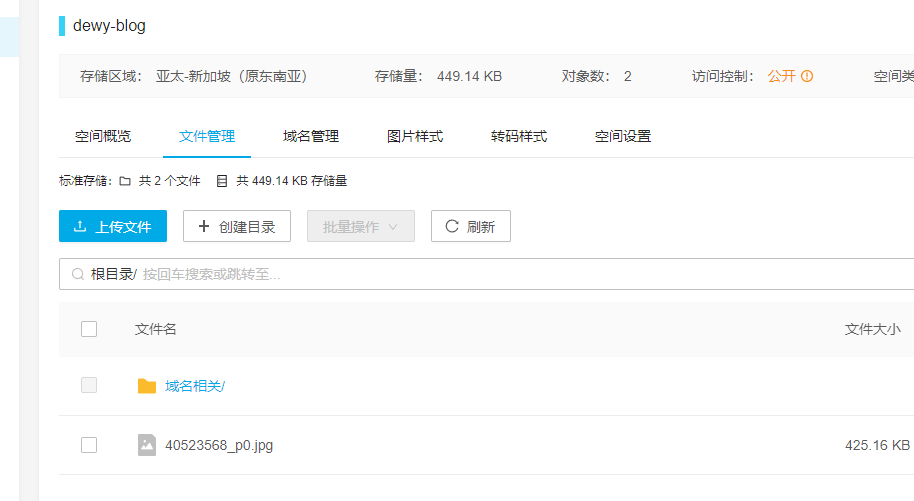 dewy-blog
存储区域： 亚太-新加坡（原东南亚） 存储量： 449.14 KB 对象数： 2 访问控制： 公开 空间类
空间概览 文件管理 域名管理 图片样式 转码样式 空间设置
标准存储: 共 2 个文件 共 449.14 KB 存储量
上传文件 创建目录 批量操作 刷新
根目录/ 按回车搜索或跳转至...
文件名 文件大小
域名相关/
40523568_p0.jpg 425.16 KB